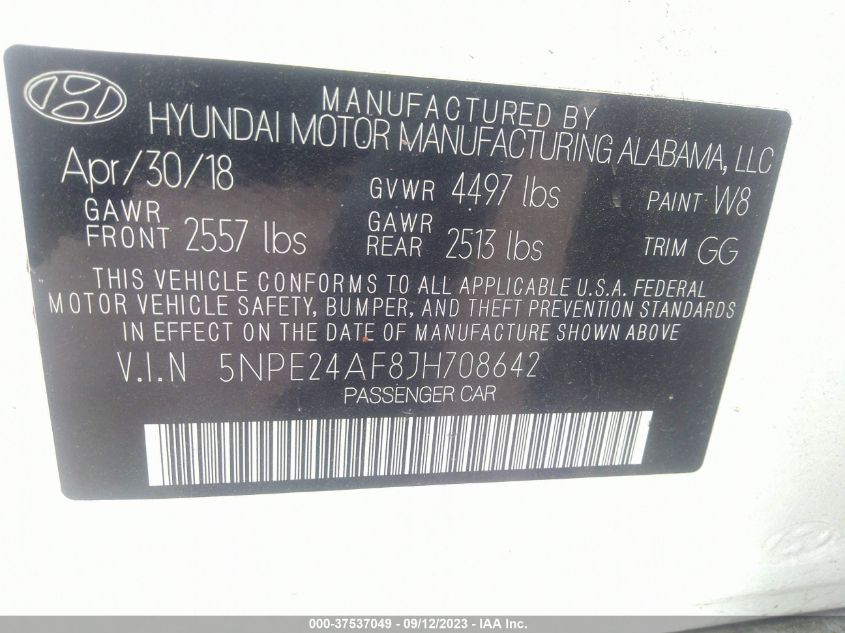 MANUFACTURED BY
HYUNDAI MOTOR MANUFACTURING ALABAMA, LLC
Apr/30/18 GVWR 4497 lbs PAINT W8
GAWR FRONT 2557 lbs GAWR REAR 2513 lbs TRIM GG
THIS VEHICLE CONFORMS TO ALL APPLICABLE U.S.A. FEDERAL
MOTOR VEHICLE SAFETY, BUMPER, AND THEFT PREVENTION STANDARDS
IN EFFECT ON THE DATE OF MANUFACTURE SHOWN ABOVE
V.I.N 5NPE24AF8JH708642
PASSENGER CAR
000-37537049 - 09/12/2023 - IAA Inc.